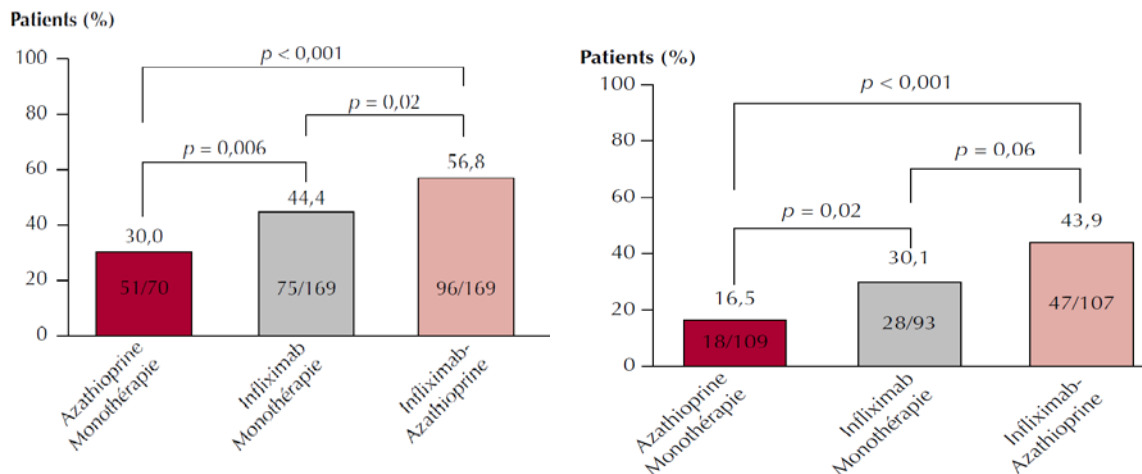 Patients (%)
100
80
60
40
20
0
p < 0,001
p = 0,02
p = 0,006
30,0
44,4
56,8
51/70
75/169
96/169
Azathioprine
Monothérapie
Infliximab
Monothérapie
Infliximab-
Azathioprine
Patients (%)
100
80
60
40
20
0
p < 0,001
p = 0,06
p = 0,02
16,5
30,1
43,9
18/109
28/93
47/107
Azathioprine
Monothérapie
Infliximab
Monothérapie
Infliximab-
Azathioprine